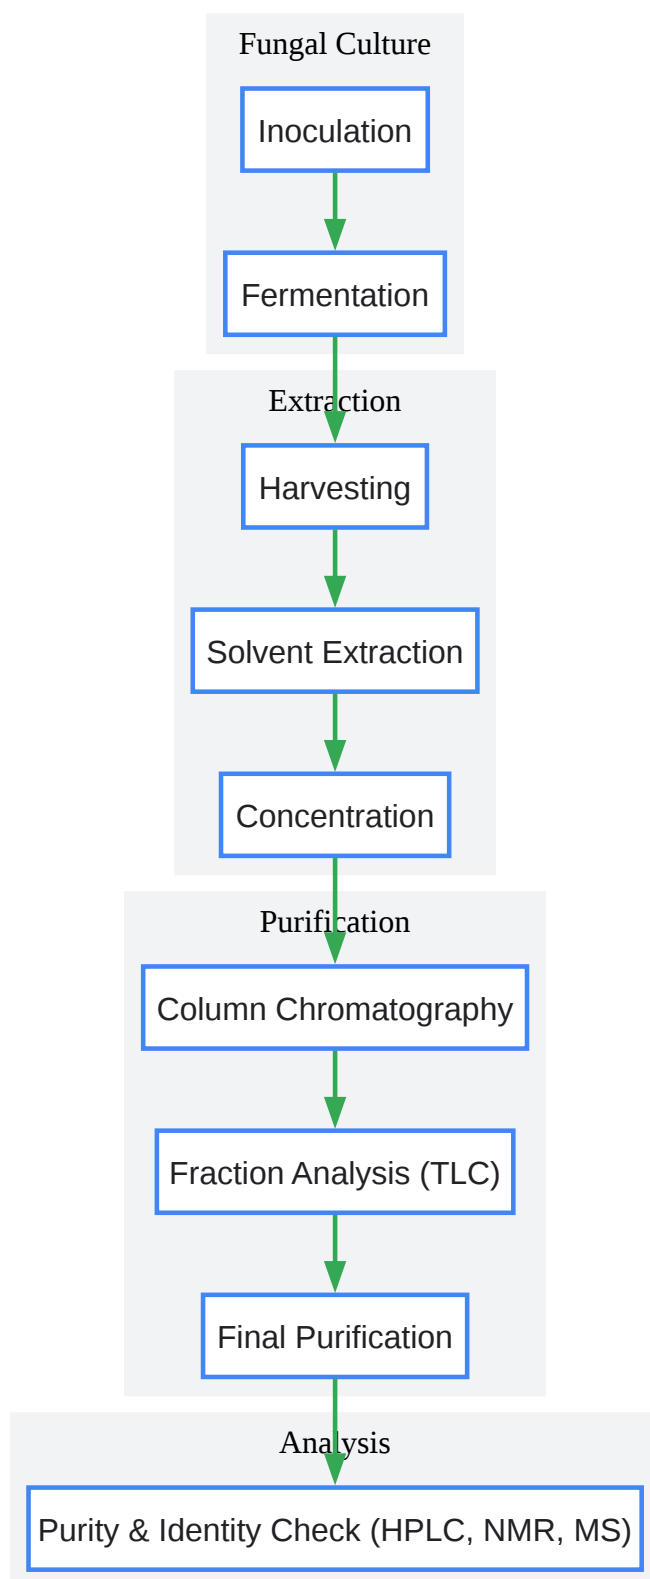 Fungal Culture
Inoculation
Fermentation
Extraction
Harvesting
Solvent Extraction
Concentration
Purification
Column Chromatography
Fraction Analysis (TLC)
Final Purification
Analysis
Purity & Identity Check (HPLC, NMR, MS)